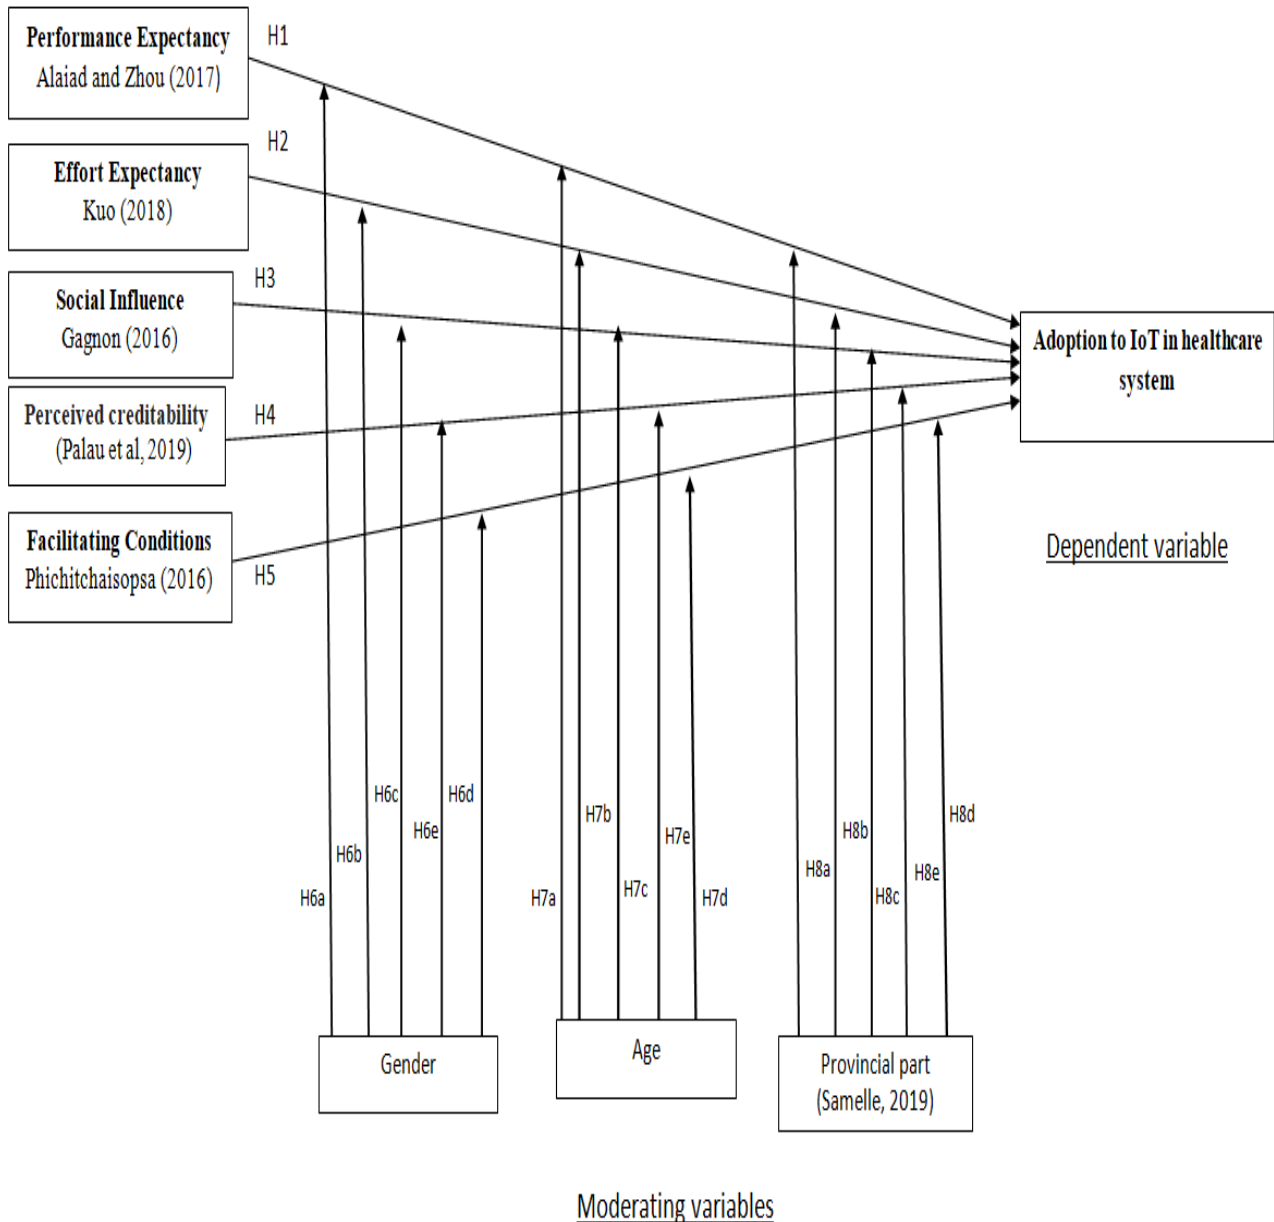 Performance Expectancy
Alaiad and Zhou (2017)
H1
Effort Expectancy
Kuo (2018)
H2
Social Influence
Gagnon (2016)
H3
Perceived creditability
(Palau et al, 2019)
H4
Facilitating Conditions
Phichitchaisopsa (2016)
H5
Adoption to IoT in healthcare
system
Dependent variable
H6a
H6b
H6c
H6e
H6d
H7a
H7b
H7c
H7e
H7d
H8a
H8b
H8c
H8e
H8d
Gender
Age
Provincial part
(Samelle, 2019)
Moderating variables